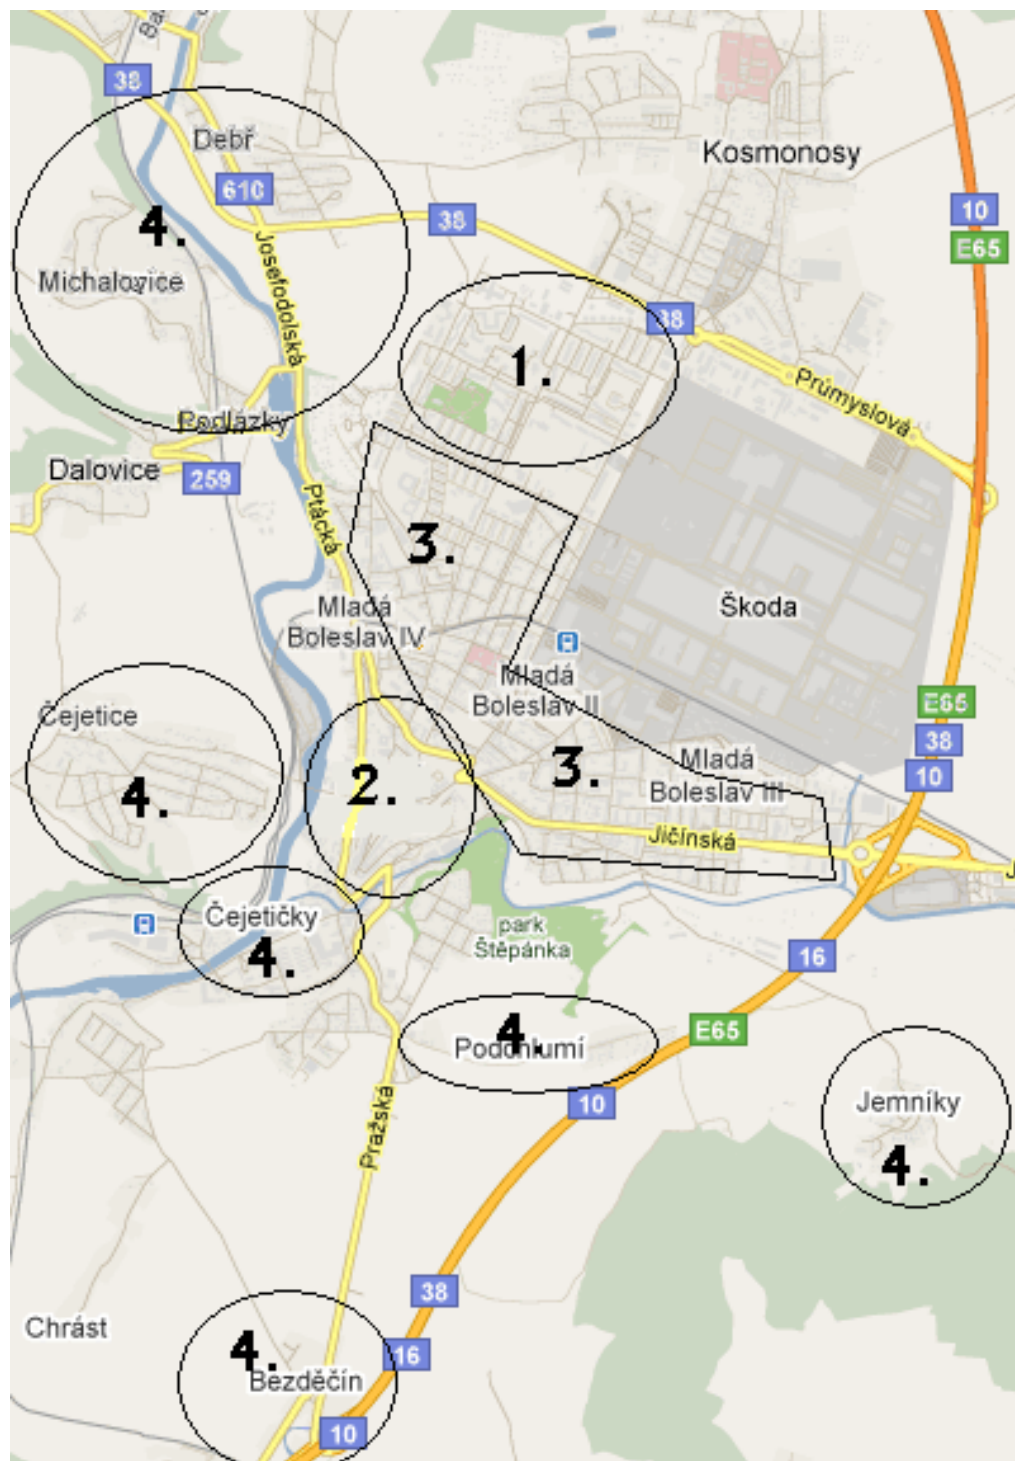 Ba
38
Debř
Kosmonosy
610
38
10
4.
E65
Josefodolská
Michalovice
38
1.
Průmyslová
Podlázky
Dalovice
259
Ptácká
3.
Mladá
Boleslav IV
Škoda
Mladá
Boleslav II
E65
Čejetice
38
Mladá
Boleslav III
10
2.
3.
4.
Jičínská
J
Čejetičky
park
Štěpánka
4.
16
4.
E65
Podchlumí
10
Jemníky
Pražská
4.
38
Chrást
4.
16
Bezděčín
10